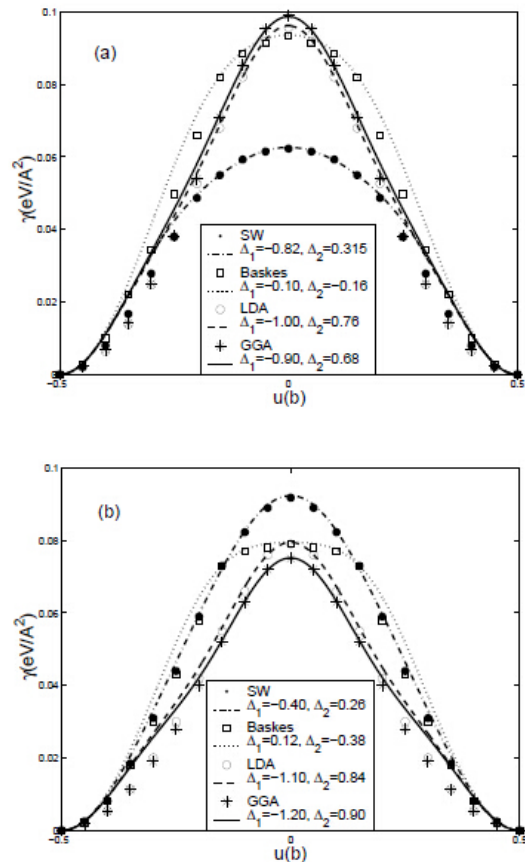 (a)
0.1
0.08
0.06
0.04
0.02
0
γ(eV/A²)
SW
Δ₁=−0.82, Δ₂=0.315
Baskes
Δ₁=−0.10, Δ₂=−0.16
LDA
Δ₁=−1.00, Δ₂=0.76
GGA
Δ₁=−0.90, Δ₂=0.68
−0.5 0 0.5
u(b)
0
(b)
0.1
0.08
0.06
0.04
0.02
0
γ(eV/A²)
SW
Δ₁=−0.40, Δ₂=0.26
Baskes
Δ₁=0.12, Δ₂=−0.38
LDA
Δ₁=−1.10, Δ₂=0.84
GGA
Δ₁=−1.20, Δ₂=0.90
−0.5 0 0.5
u(b)